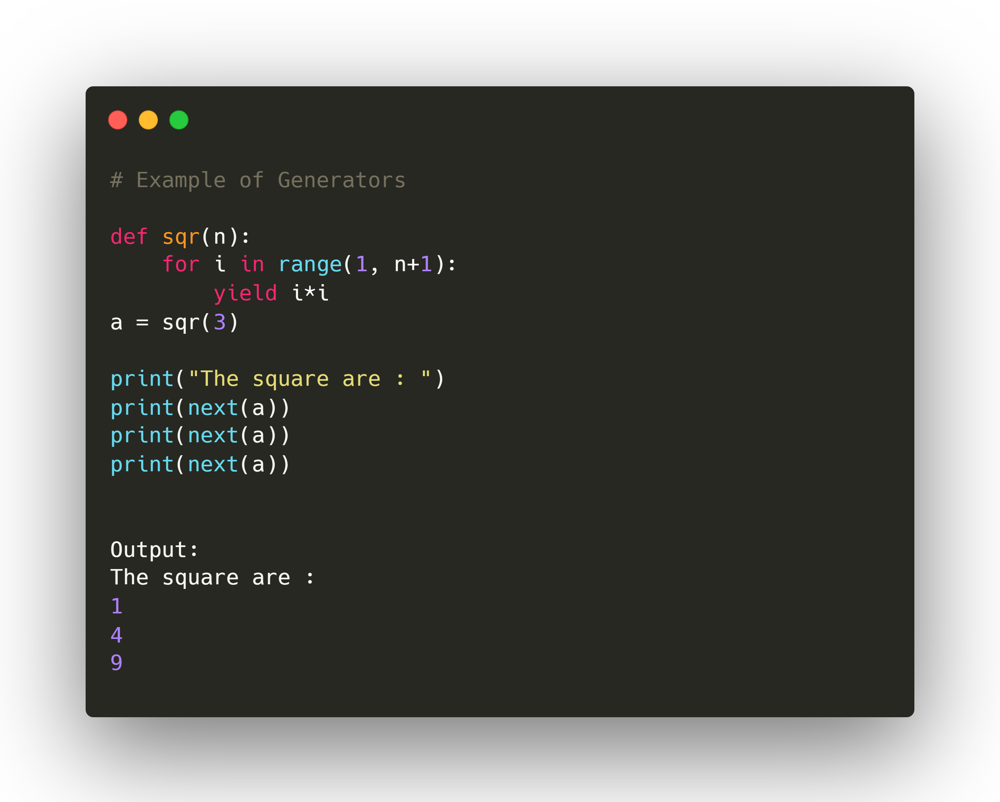 # Example of Generators
def sqr(n):
    for i in range(1, n+1):
        yield i*i
a = sqr(3)
print("The square are : ")
print(next(a))
print(next(a))
print(next(a))
Output:
The square are :
1
4
9